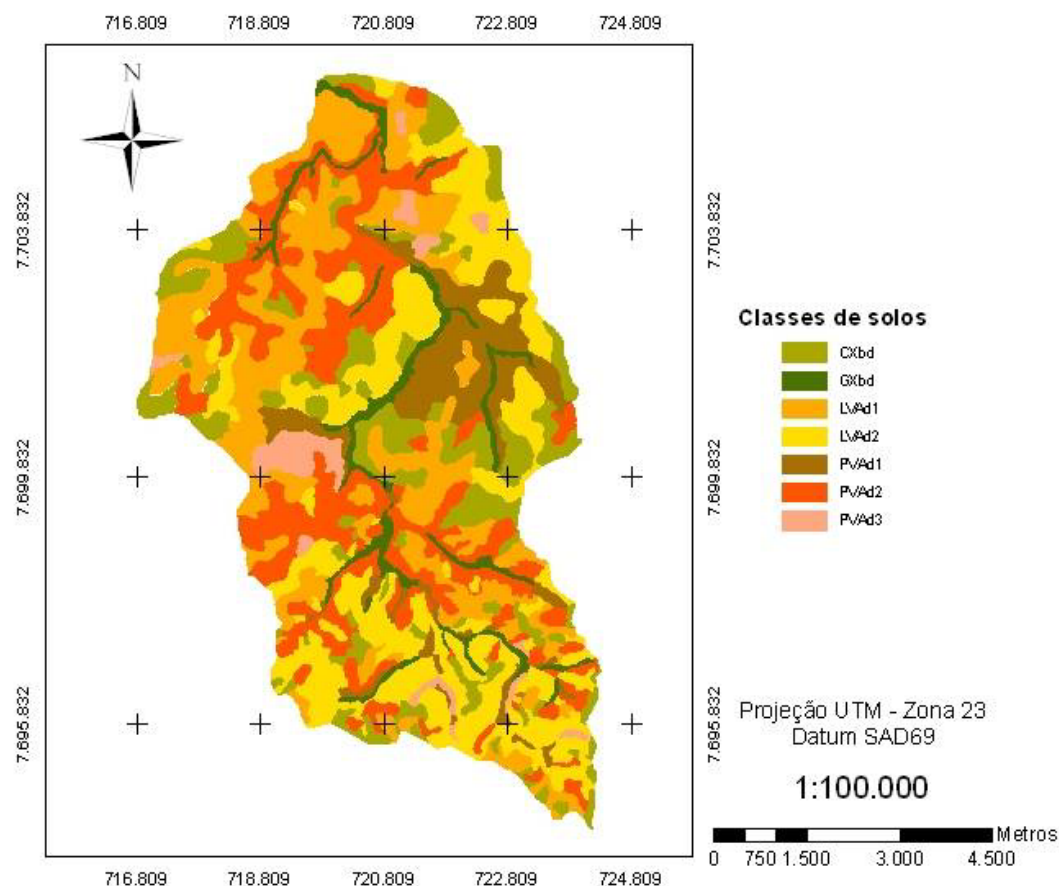 716.809 718.809 720.809 722.809 724.809
N
7.703.832
7.703.832
7.699.832
7.699.832
7.695.832
7.695.832
Classes de solos
CXbd
GXbd
LVAd1
LVAd2
PVAd1
PVAd2
PVAd3
Projeção UTM - Zona 23
Datum SAD69
1:100.000
Metros
0 750 1.500 3.000 4.500
716.809 718.809 720.809 722.809 724.809